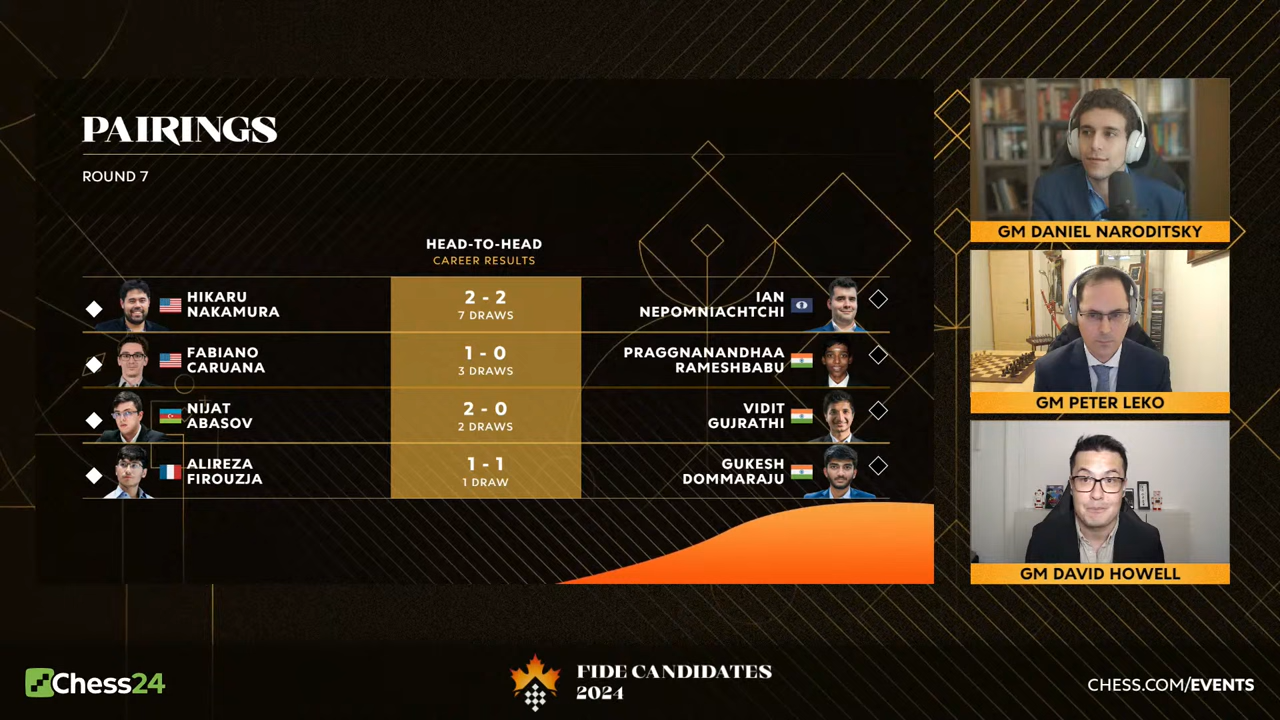 PAIRINGS
ROUND 7
HEAD-TO-HEAD
CAREER RESULTS
HIKARU
NAKAMURA
2 - 2
7 DRAWS
IAN
NEPOMNIACHTCHI
FABIANO
CARUANA
1 - 0
3 DRAWS
PRAGGNANANDHAA
RAMESHBABU
NIJAT
ABASOV
2 - 0
2 DRAWS
VIDIT
GUJRATHI
ALIREZA
FIROUZJA
1 - 1
1 DRAW
GUKESH
DOMMARAJU
GM DANIEL NARODITSKY
GM PETER LEKO
GM DAVID HOWELL
Chess24
FIDE CANDIDATES
2024
CHESS.COM/EVENTS